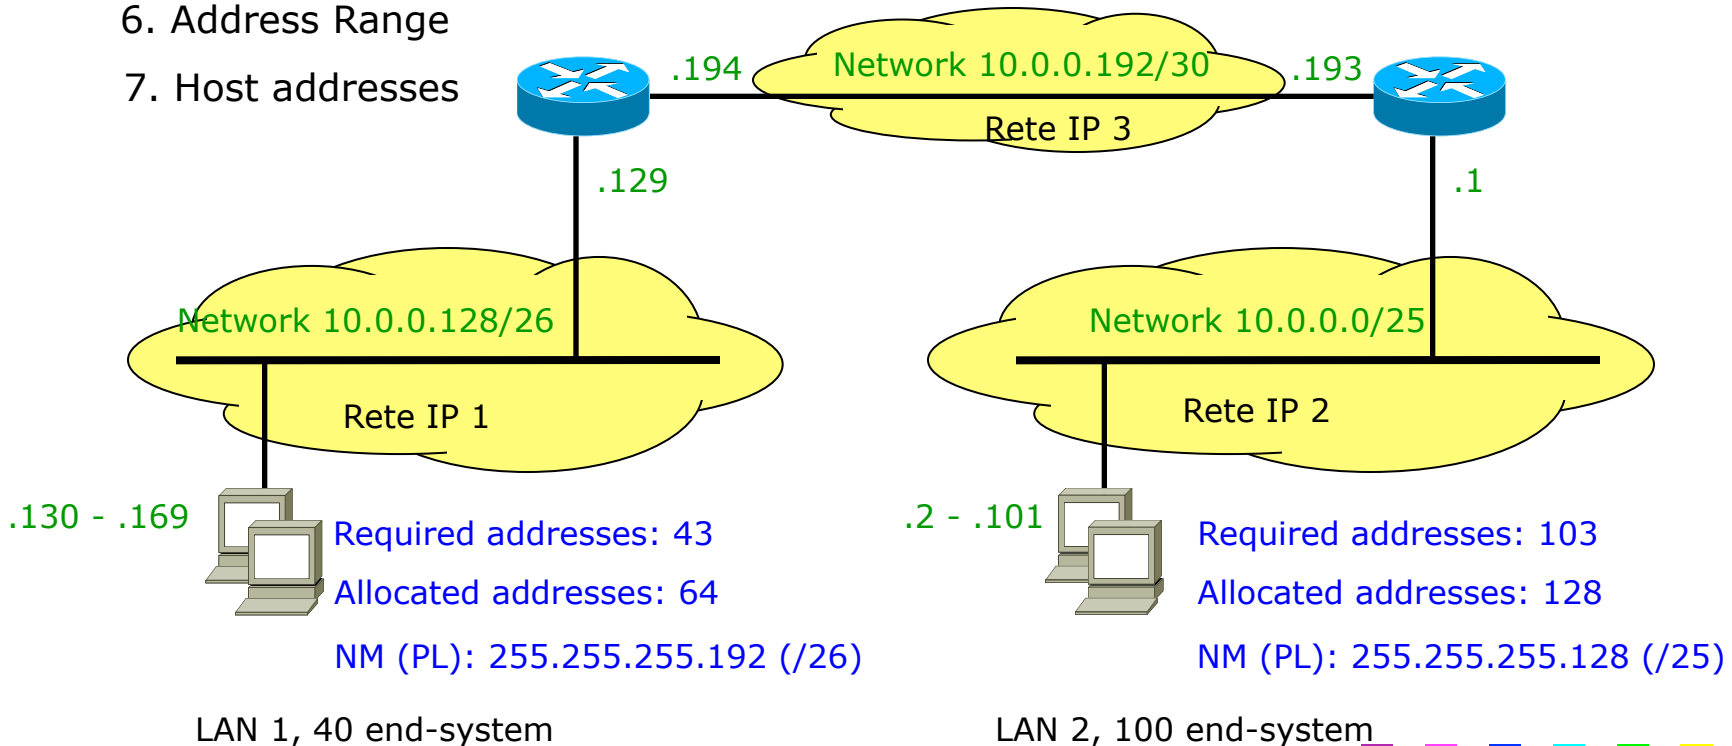 6. Address Range
7. Host addresses
.194
Network 10.0.0.192/30
.193
Rete IP 3
.129
.1
Network 10.0.0.128/26
Network 10.0.0.0/25
Rete IP 1
Rete IP 2
.130 - .169
Required addresses: 43
Allocated addresses: 64
NM (PL): 255.255.255.192 (/26)
.2 - .101
Required addresses: 103
Allocated addresses: 128
NM (PL): 255.255.255.128 (/25)
LAN 1, 40 end-system
LAN 2, 100 end-system